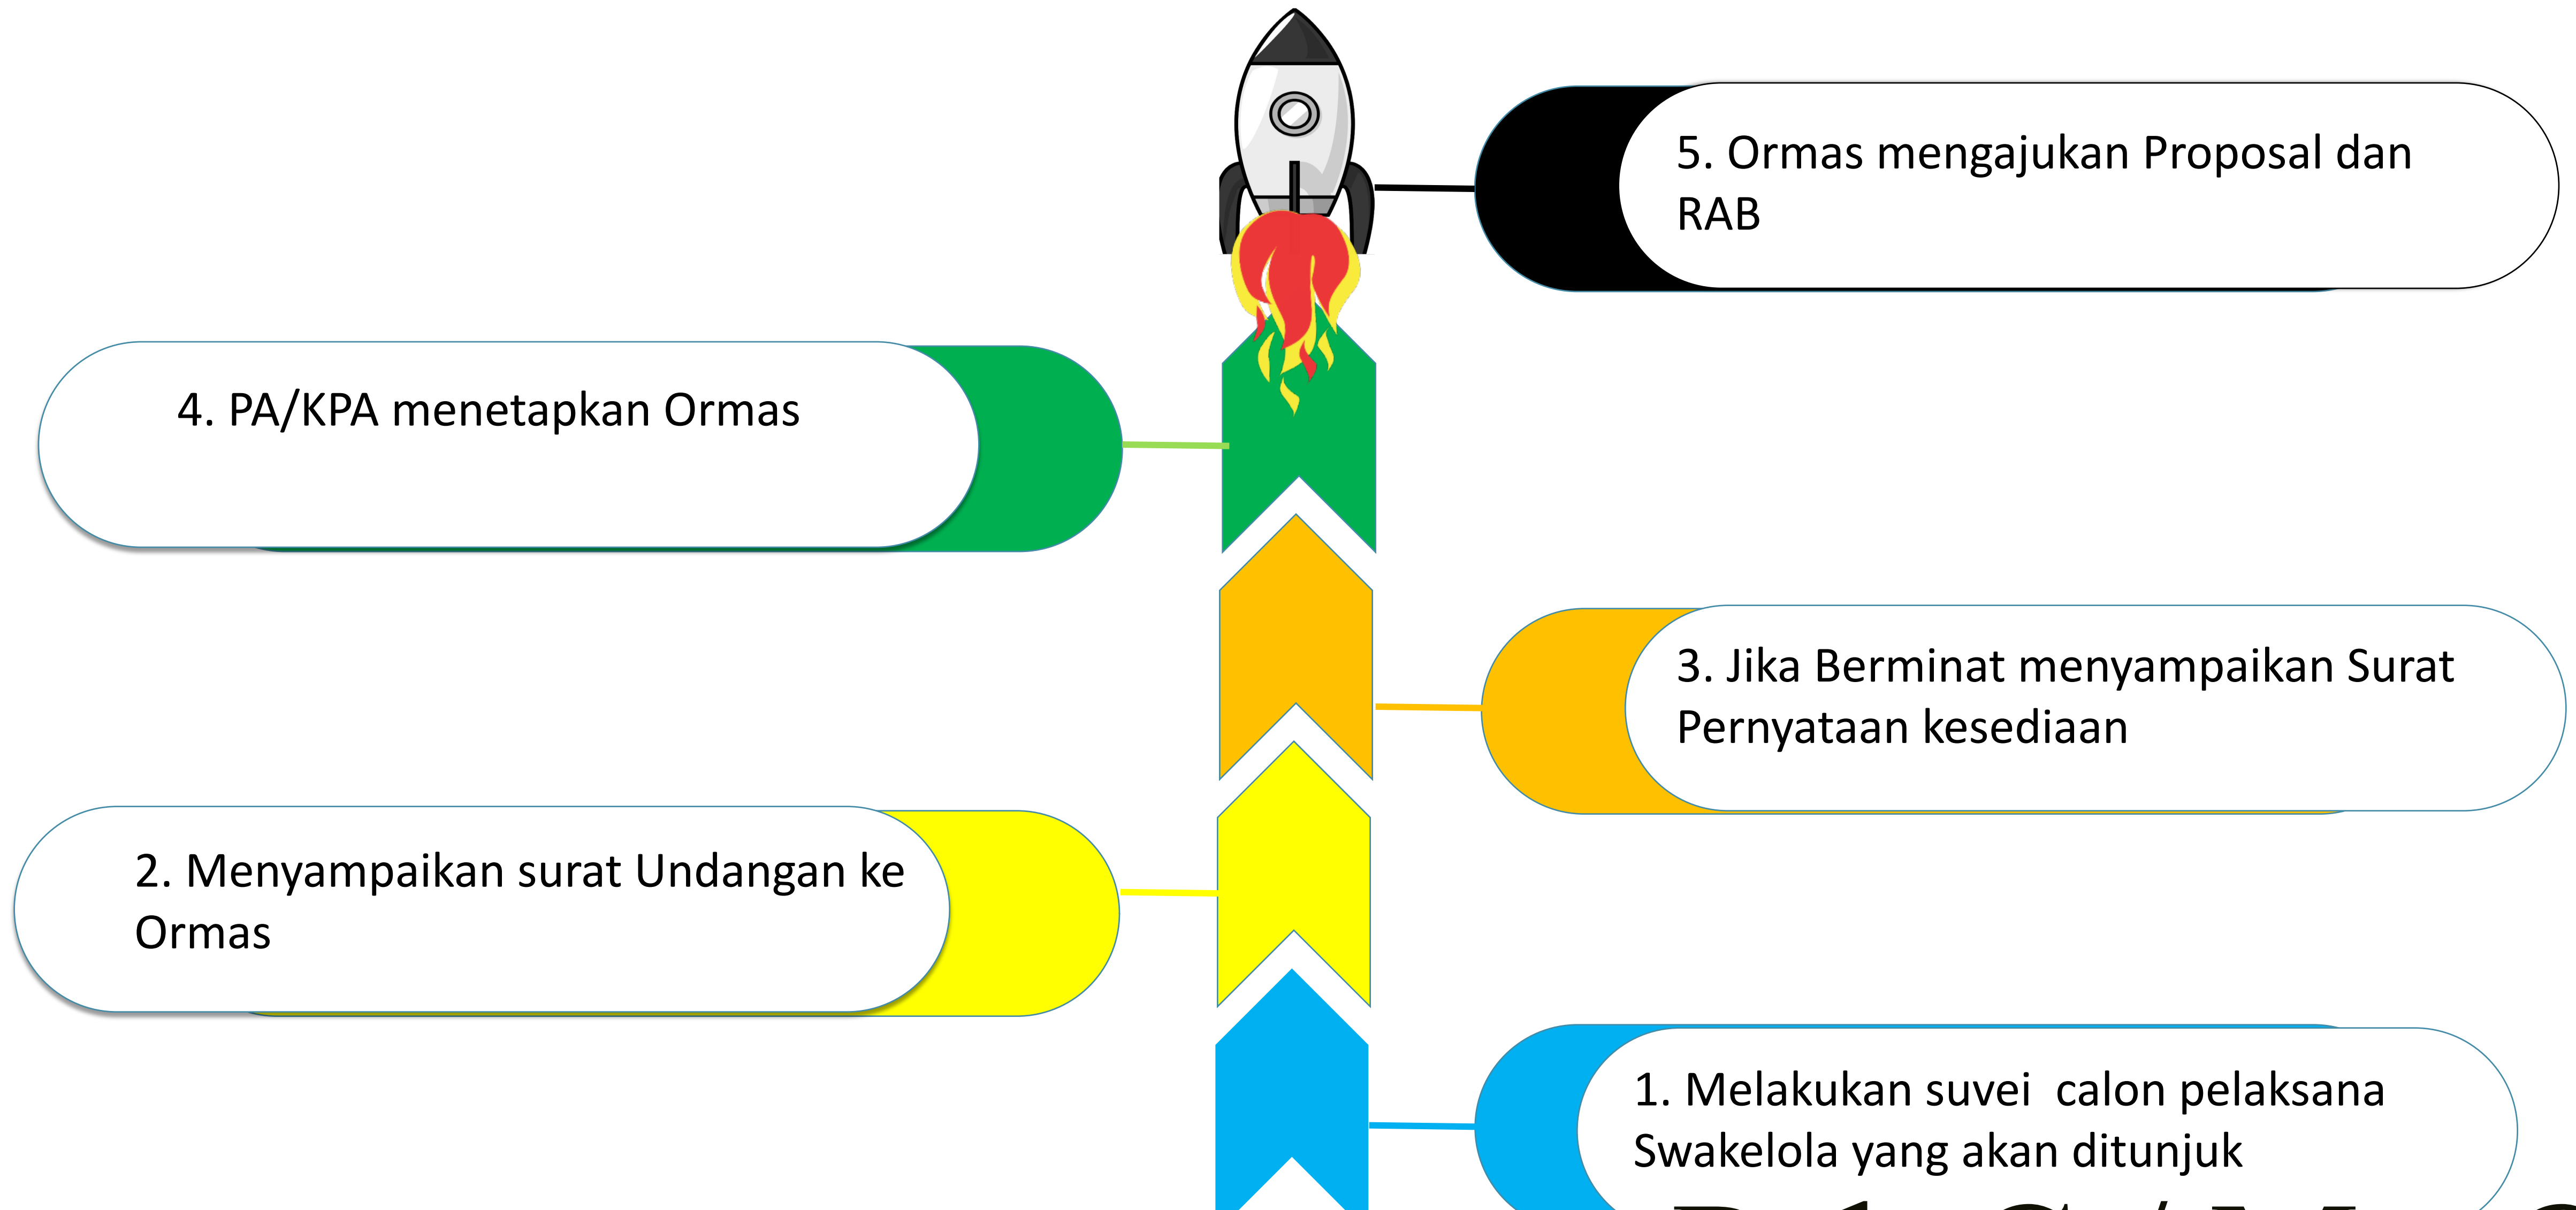 5. Ormas mengajukan Proposal dan
RAB
4. PA/KPA menetapkan Ormas
3. Jika Berminat menyampaikan Surat
Pernyataan kesediaan
2. Menyampaikan surat Undangan ke
Ormas
1. Melakukan suvei  calon pelaksana
Swakelola yang akan ditunjuk